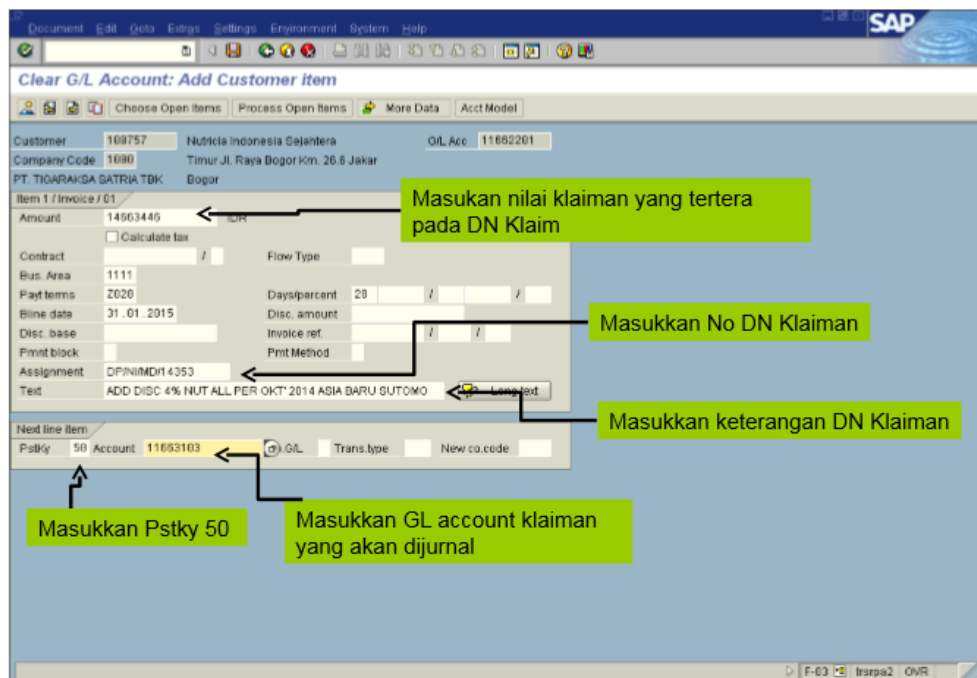 Document Edit Goto Extras Settings Environment System Help
SAP
Clear G/L Account: Add Customer item
Choose Open Items Process Open Items More Data Acct Model
Customer 109757 Nutricia Indonesia Sejahtera G/L Acc 11662201
Company Code 1000 Timur Jl. Raya Bogor Km. 26.6 Jakar
PT. TIGARAKSA SATRIA TBK Bogor
Item 1 / Invoice / 01
Masukan nilai klaiman yang tertera
pada DN Klaim
Amount 14663446 IDR
Calculate tax
Contract / Flow Type
Bus. Area 1111
Payt terms Z028 Days/percent 28 / /
Bline date 31.01.2015 Disc. amount
Masukkan No DN Klaiman
Disc. base Invoice ref. / /
Pmnt block Pmt Method
Assignment DP/NI/MD/14353
Text ADD DISC 4% NUT ALL PER OKT' 2014 ASIA BARU SUTOMO Long text
Masukkan keterangan DN Klaiman
Next line item
PstKy 50 Account 11663103 G/L Trans.type New co.code
Masukkan Pstky 50
Masukkan GL account klaiman
yang akan dijurnal
F-03 trsrpa2 OVR